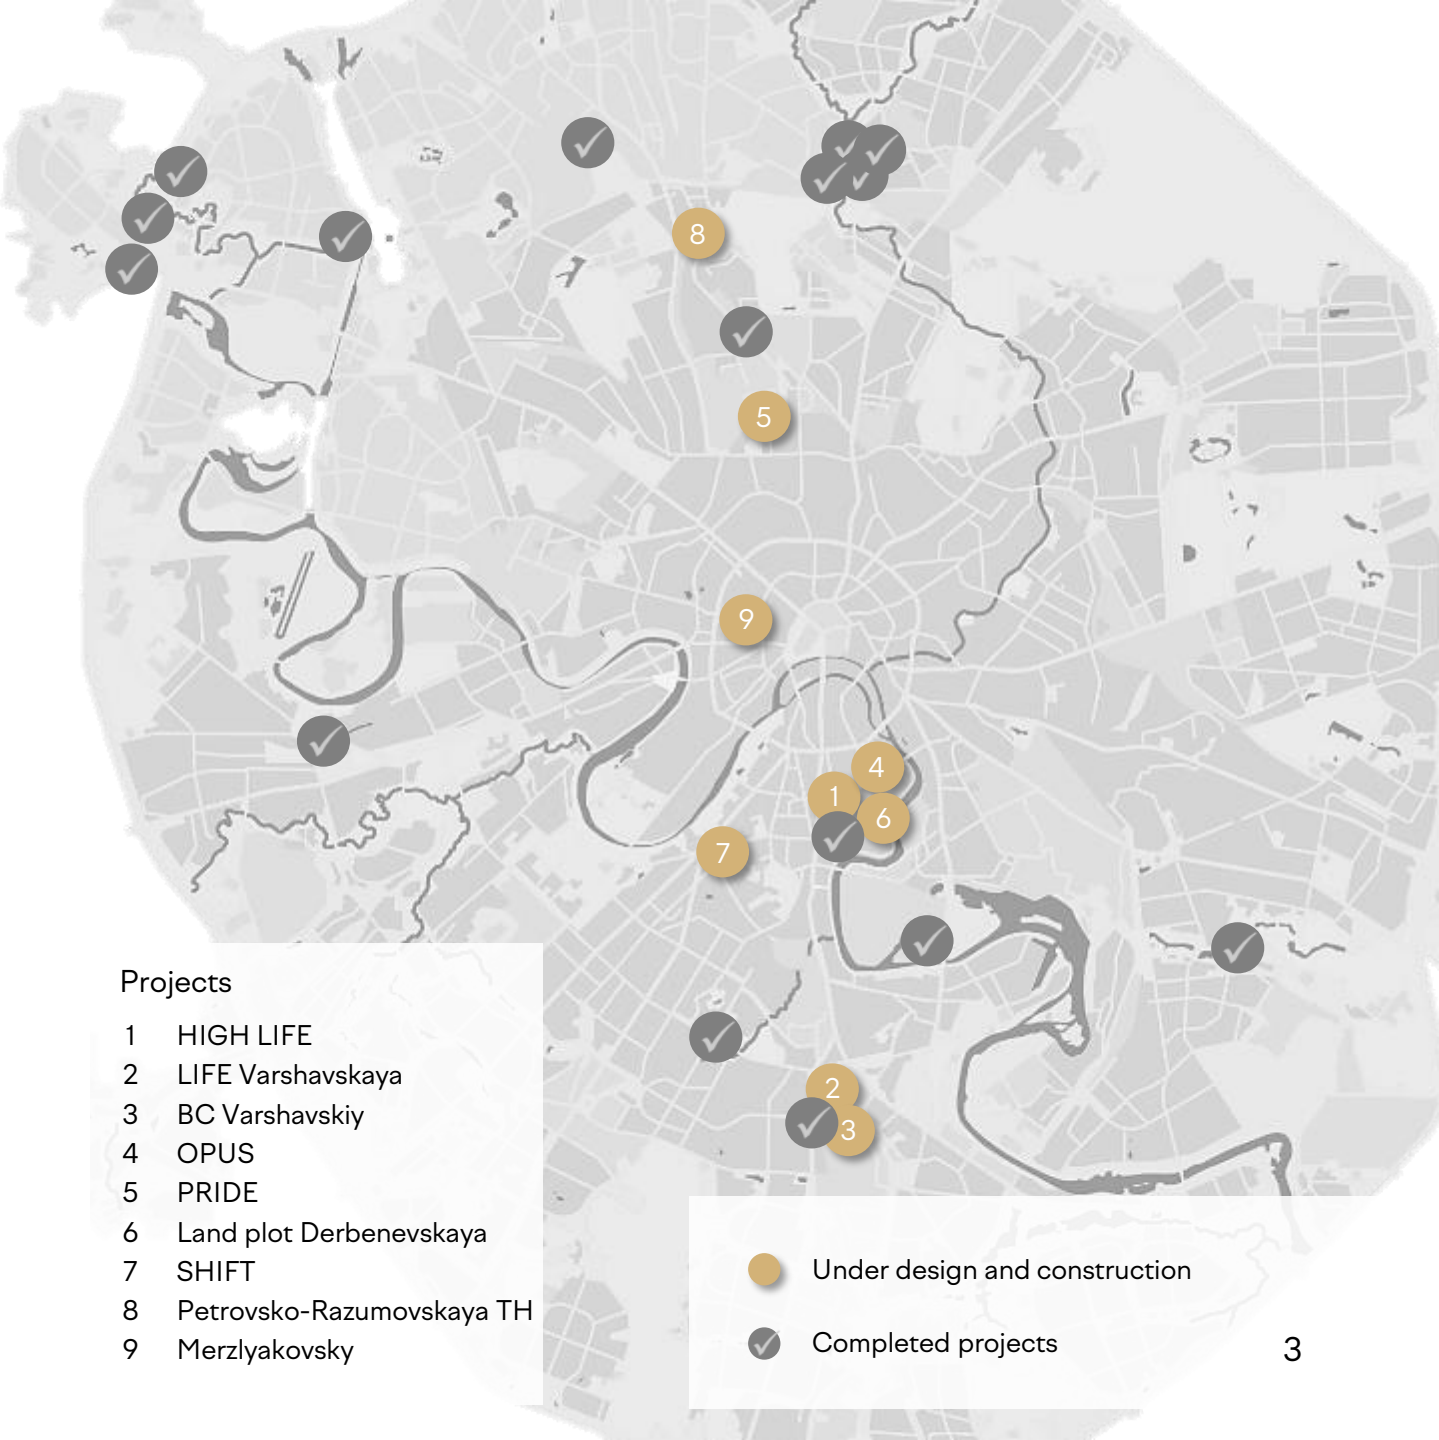 8
5
9
4
1
6
7
2
3
Projects
1 HIGH LIFE
2 LIFE Varshavskaya
3 BC Varshavskiy
4 OPUS
5 PRIDE
6 Land plot Derbenevskaya
7 SHIFT
8 Petrovsko-Razumovskaya TH
9 Merzlyakovsky
Under design and construction
Completed projects
3